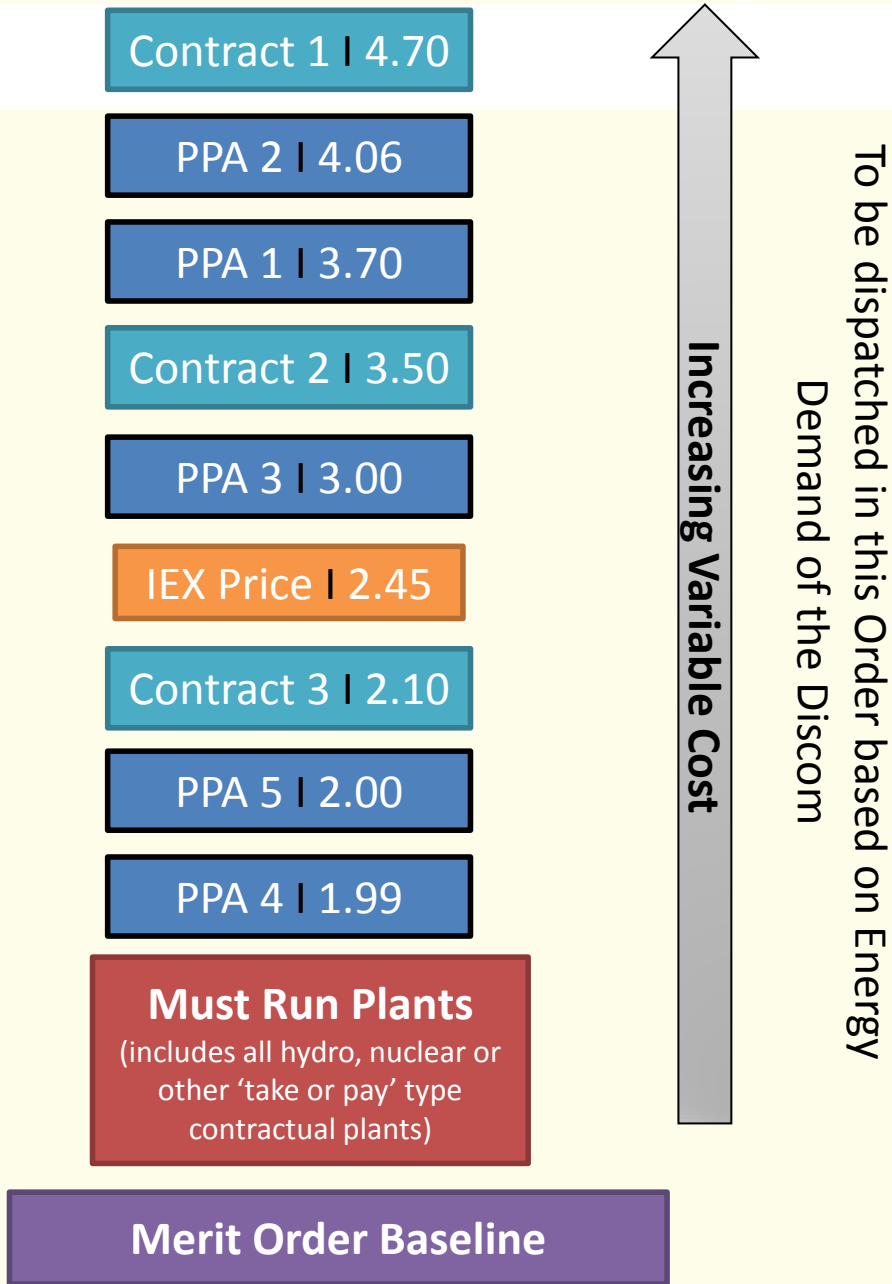 Contract 1 I 4.70
PPA 2 I 4.06
PPA 1 I 3.70
Contract 2 I 3.50
PPA 3 I 3.00
IEX Price I 2.45
Contract 3 I 2.10
PPA 5 I 2.00
PPA 4 I 1.99
Must Run Plants
(includes all hydro, nuclear or
other ‘take or pay’ type
contractual plants)
Merit Order Baseline
Increasing Variable Cost
To be dispatched in this Order based on Energy
Demand of the Discom